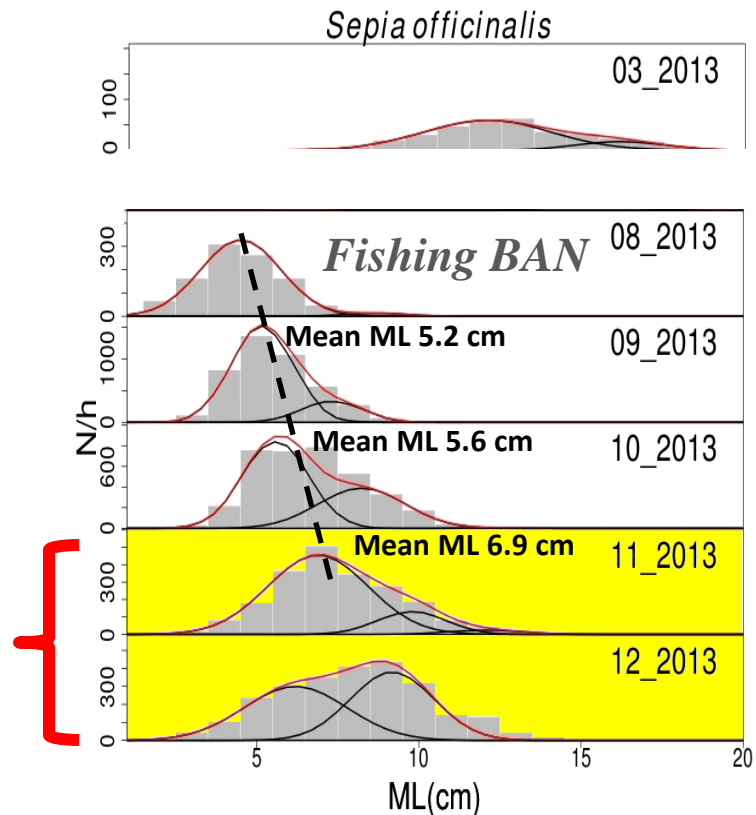 Sepia officinalis
03_2013
100
0
Fishing BAN
08_2013
300
0
Mean ML 5.2 cm
09_2013
1000
0
N/h
Mean ML 5.6 cm
10_2013
600
0
Mean ML 6.9 cm
11_2013
300
0
12_2013
300
0
5 10 15 20
ML(cm)